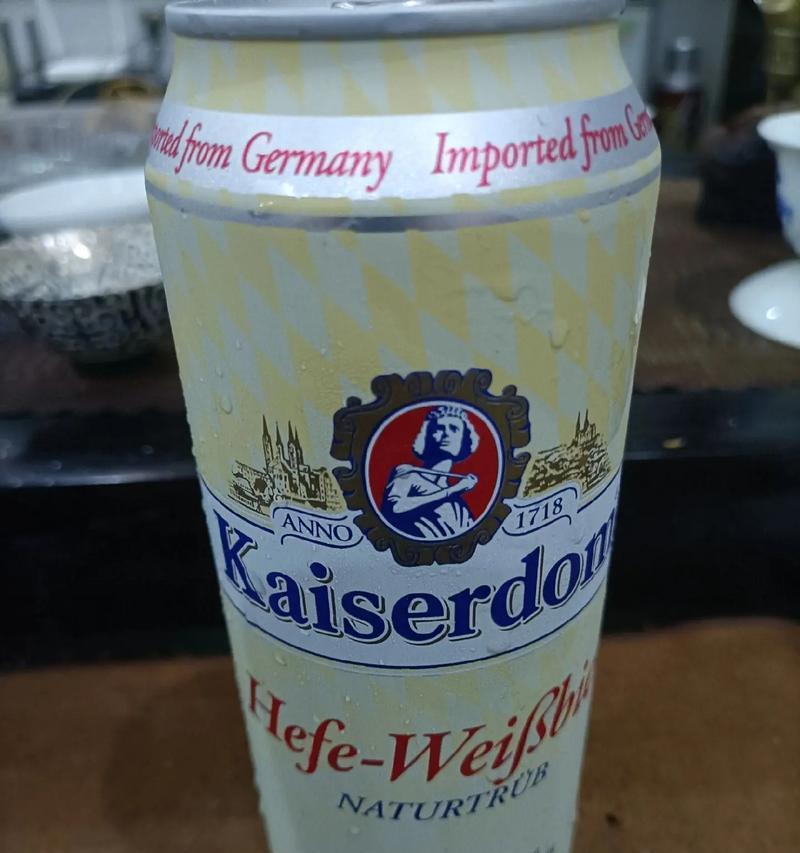 ported from Germany Imported from Ger
ANNO 1718
Kaiserdom
Hefe-Weißbi
NATURTRÜB